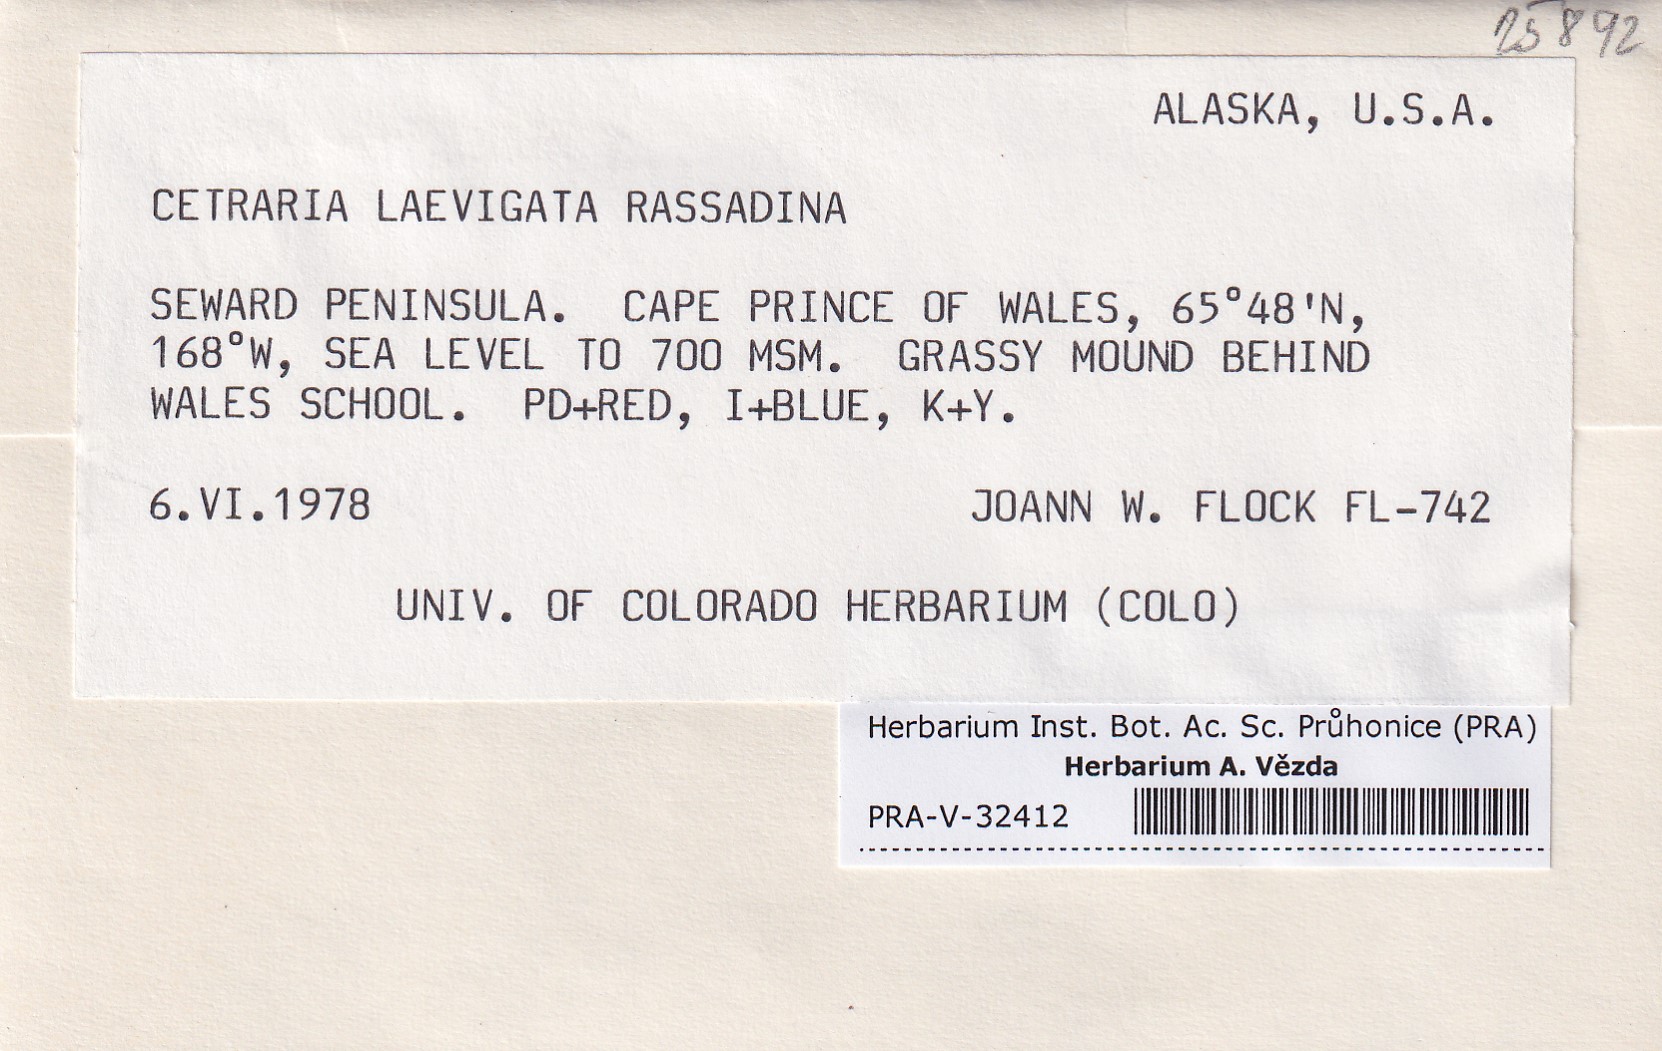 25892
ALASKA, U.S.A.
CETRARIA LAEVIGATA RASSADINA
SEWARD PENINSULA. CAPE PRINCE OF WALES, 65°48'N,
168°W, SEA LEVEL TO 700 MSM. GRASSY MOUND BEHIND
WALES SCHOOL. PD+RED, I+BLUE, K+Y.
6.VI.1978 JOANN W. FLOCK FL-742
UNIV. OF COLORADO HERBARIUM (COLO)
Herbarium Inst. Bot. Ac. Sc. Průhonice (PRA)
Herbarium A. Vězda
PRA-V-32412